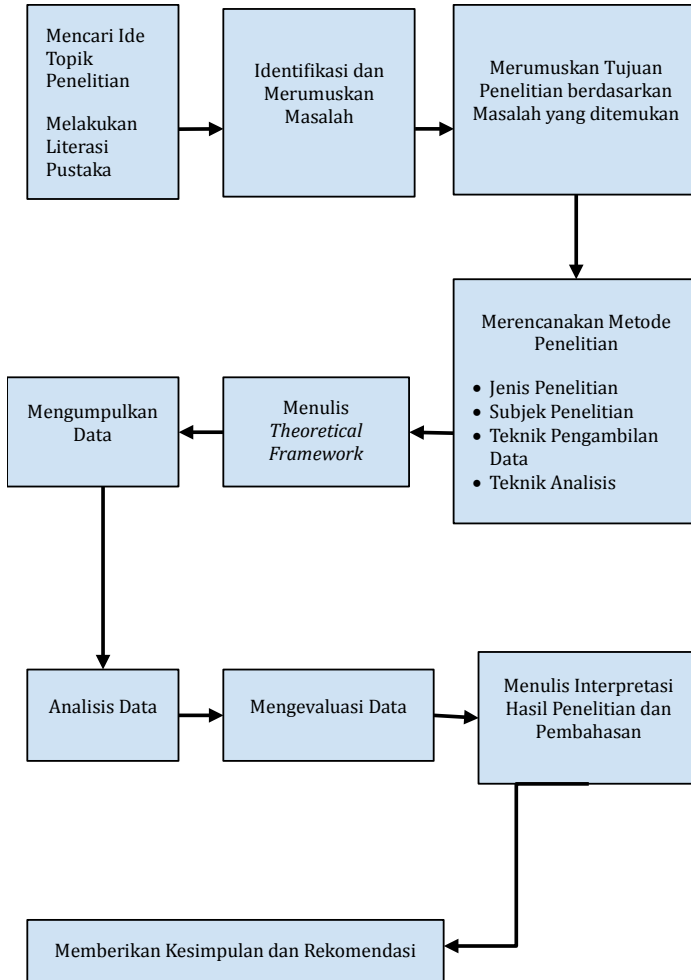 Mencari Ide
Topik
Penelitian
Melakukan
Literasi
Pustaka
Identifikasi dan
Merumuskan
Masalah
Merumuskan Tujuan
Penelitian berdasarkan
Masalah yang ditemukan
Merencanakan Metode
Penelitian
• Jenis Penelitian
• Subjek Penelitian
• Teknik Pengambilan
Data
• Teknik Analisis
Menulis
Theoretical
Framework
Mengumpulkan
Data
Analisis Data
Mengevaluasi Data
Menulis Interpretasi
Hasil Penelitian dan
Pembahasan
Memberikan Kesimpulan dan Rekomendasi